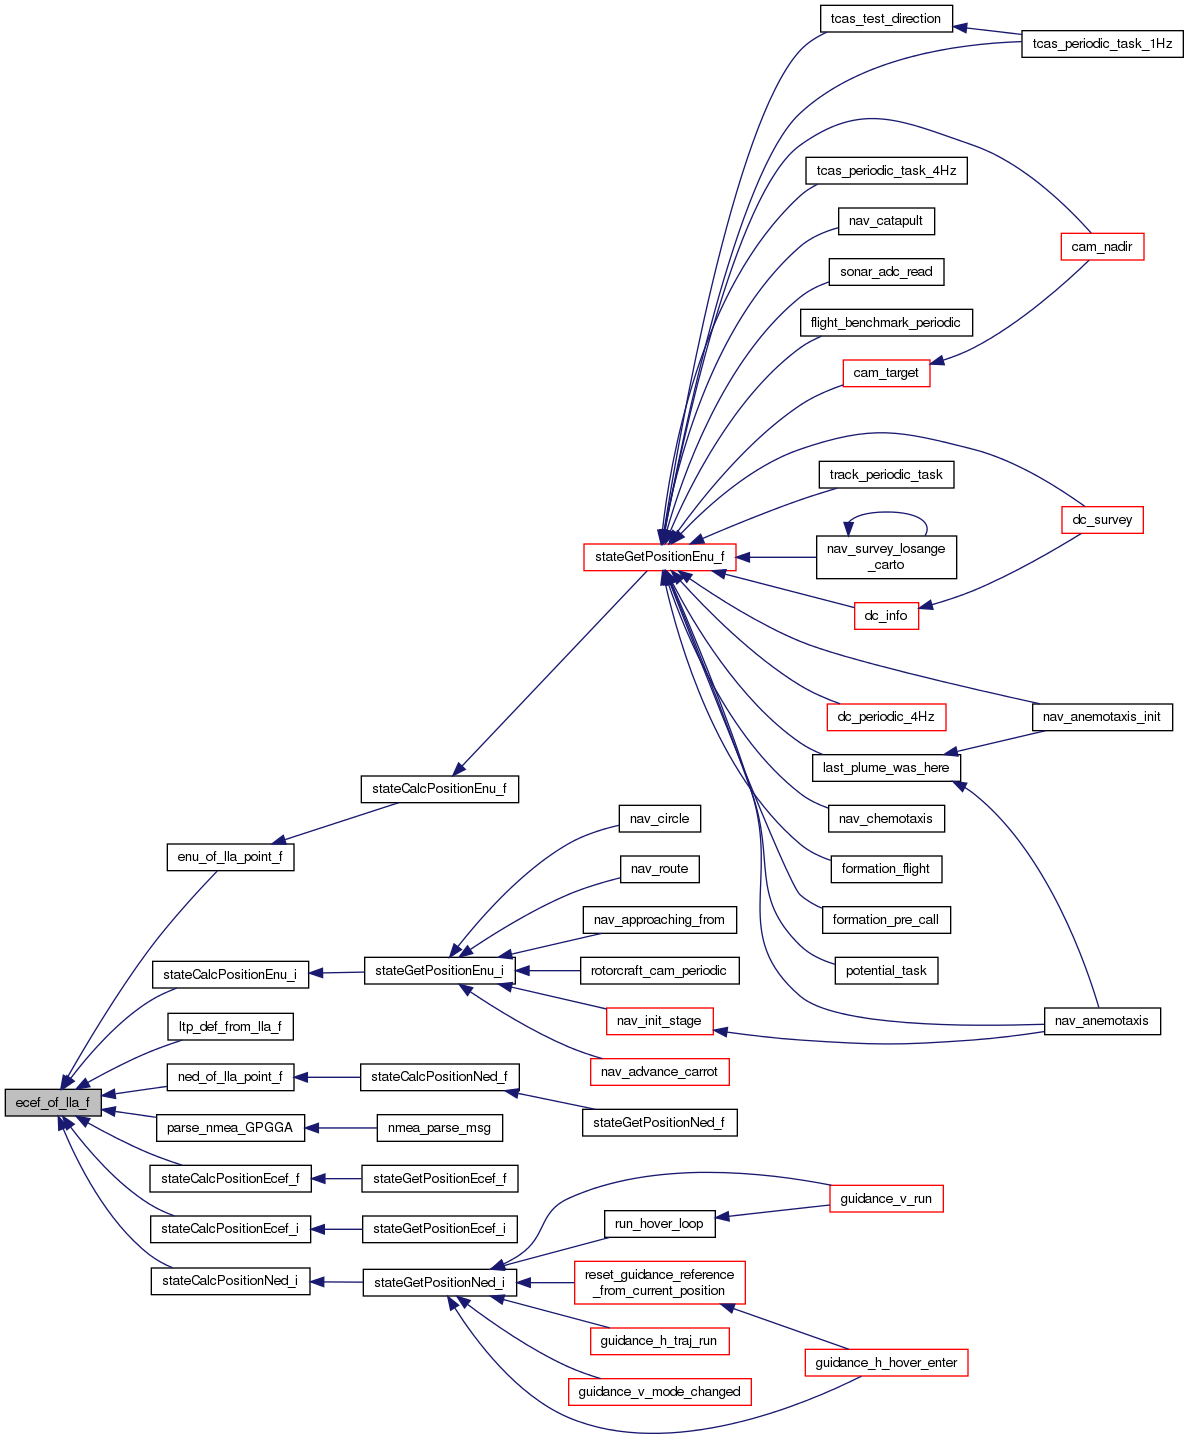 tcas_test_direction
tcas_periodic_task_1Hz
tcas_periodic_task_4Hz
nav_catapult
cam_nadir
sonar_adc_read
flight_benchmark_periodic
cam_target
track_periodic_task
dc_survey
stateGetPositionEnu_f
nav_survey_losange
_carto
dc_info
dc_periodic_4Hz
nav_anemotaxis_init
last_plume_was_here
stateCalcPositionEnu_f
nav_circle
nav_chemotaxis
enu_of_lla_point_f
nav_route
formation_flight
nav_approaching_from
formation_pre_call
stateCalcPositionEnu_i
stateGetPositionEnu_i
rotorcraft_cam_periodic
potential_task
ltp_def_from_lla_f
nav_init_stage
nav_anemotaxis
ned_of_lla_point_f
stateCalcPositionNed_f
nav_advance_carrot
ecef_of_lla_f
parse_nmea_GPGGA
nmea_parse_msg
stateGetPositionNed_f
stateCalcPositionEcef_f
stateGetPositionEcef_f
guidance_v_run
stateCalcPositionEcef_i
stateGetPositionEcef_i
run_hover_loop
stateCalcPositionNed_i
stateGetPositionNed_i
reset_guidance_reference
_from_current_position
guidance_h_traj_run
guidance_h_hover_enter
guidance_v_mode_changed